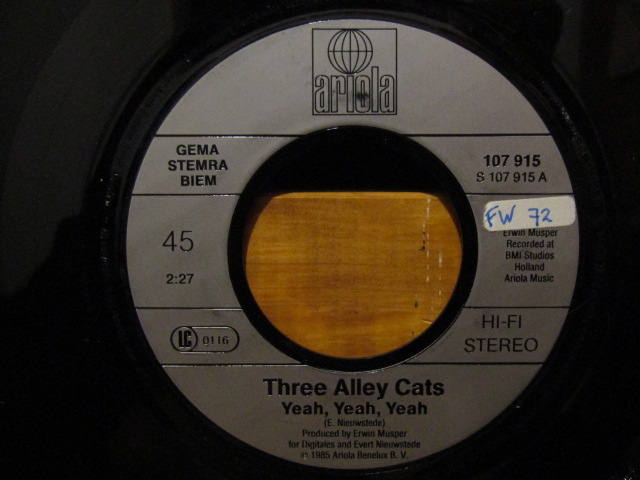 ariola
GEMA
STEMRA
BIEM
107 915
S 107 915 A
45
2:27
FW 72
Erwin Musper
Recorded at
BMI Studios
Holland
Ariola Music
LC 0116
HI-FI
STEREO
Three Alley Cats
Yeah, Yeah, Yeah
(E. Nieuwstede)
Produced by Erwin Musper
for Digitales and Evert Nieuwstede
℗ 1985 Ariola Benelux B. V.